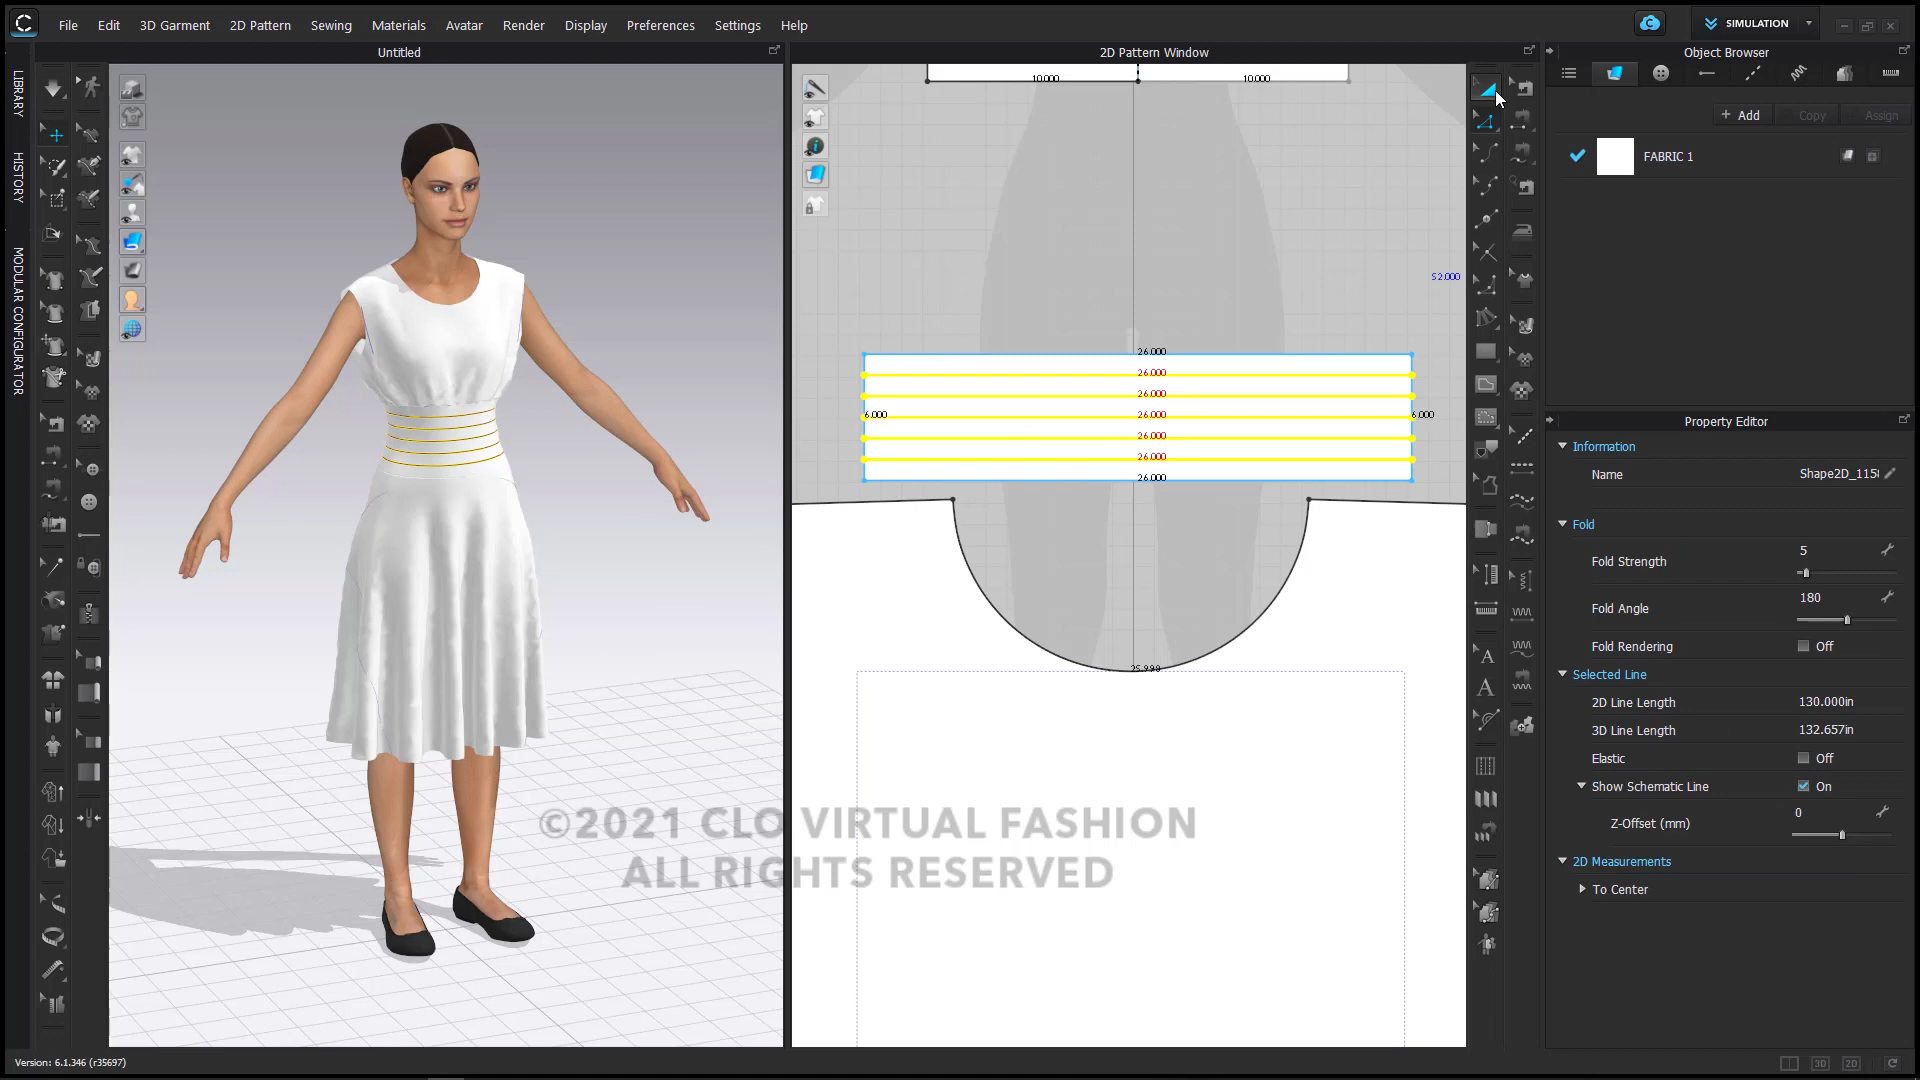 File Edit 3D Garment 2D Pattern Sewing Materials Avatar Render Display Preferences Settings Help
SIMULATION
Untitled
2D Pattern Window
Object Browser
LIBRARY
HISTORY
MODULAR CONFIGURATOR
10.000 10.000
52.000
26.000
26.000
26.000
6.000 26.000 6.000
26.000
26.000
26.000
25.990
+ Add Copy Assign
FABRIC 1
Property Editor
Information
Name Shape2D_115
Fold
Fold Strength 5
Fold Angle 180
Fold Rendering Off
Selected Line
2D Line Length 130.000in
3D Line Length 132.657in
Elastic Off
Show Schematic Line On
Z-Offset (mm) 0
2D Measurements
To Center
©2021 CLO VIRTUAL FASHION
ALL RIGHTS RESERVED
Version: 6.1.346 (r35697)
3D 2D